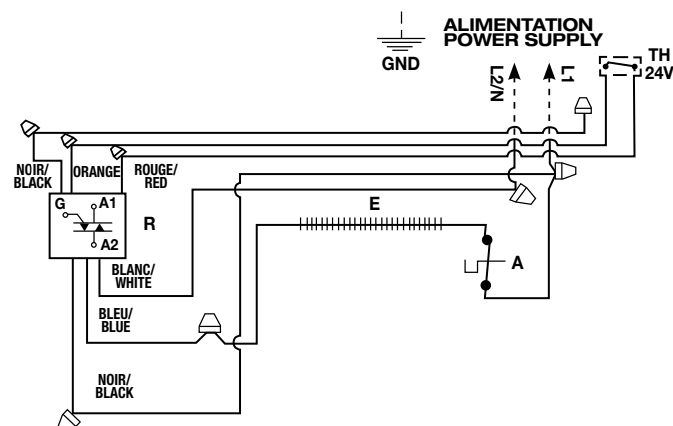 ALIMENTATION
POWER SUPPLY
GND
L2/N
L1
TH
24V
NOIR/
BLACK
ORANGE
ROUGE/
RED
G
A1
A2
R
E
A
BLANC/
WHITE
BLEU/
BLUE
NOIR/
BLACK